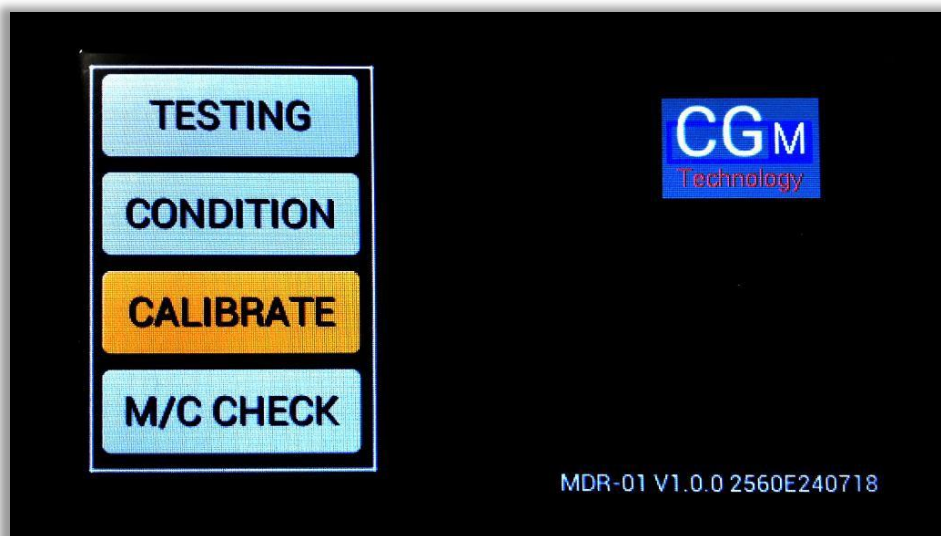 TESTING
CONDITION
CALIBRATE
M/C CHECK
CGM
Technology
MDR-01 V1.0.0 2560E240718